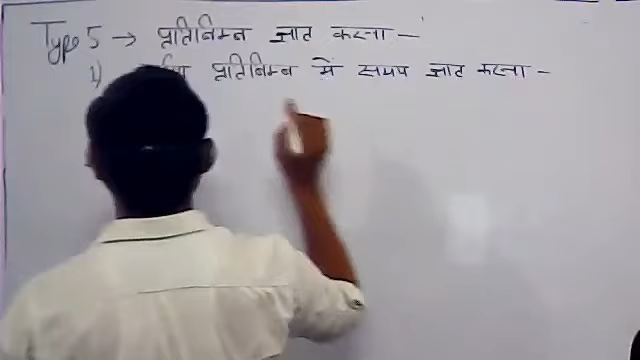 Type 5 → प्रतिबिम्ब ज्ञात करना –
1) प्रतिबिम्ब में समय ज्ञात करना –